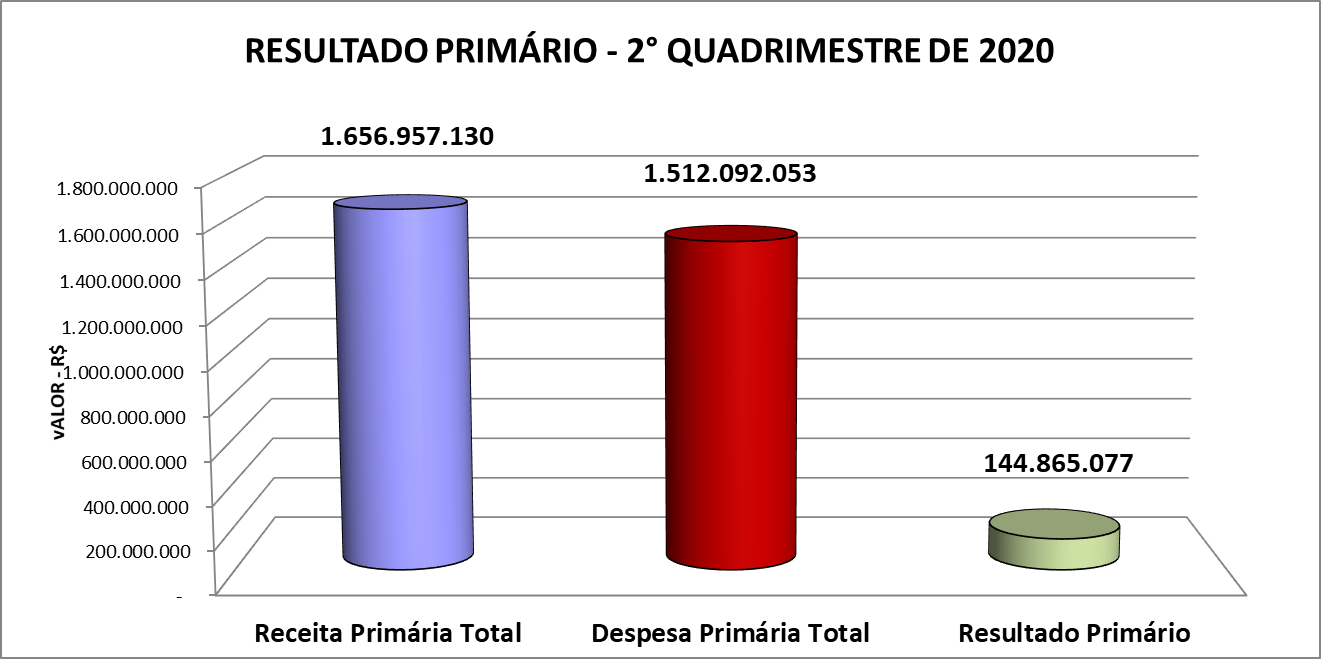 RESULTADO PRIMÁRIO - 2° QUADRIMESTRE DE 2020
1.656.957.130
1.512.092.053
144.865.077
vALOR - R$
1.800.000.000
1.600.000.000
1.400.000.000
1.200.000.000
1.000.000.000
800.000.000
600.000.000
400.000.000
200.000.000
-
Receita Primária Total
Despesa Primária Total
Resultado Primário